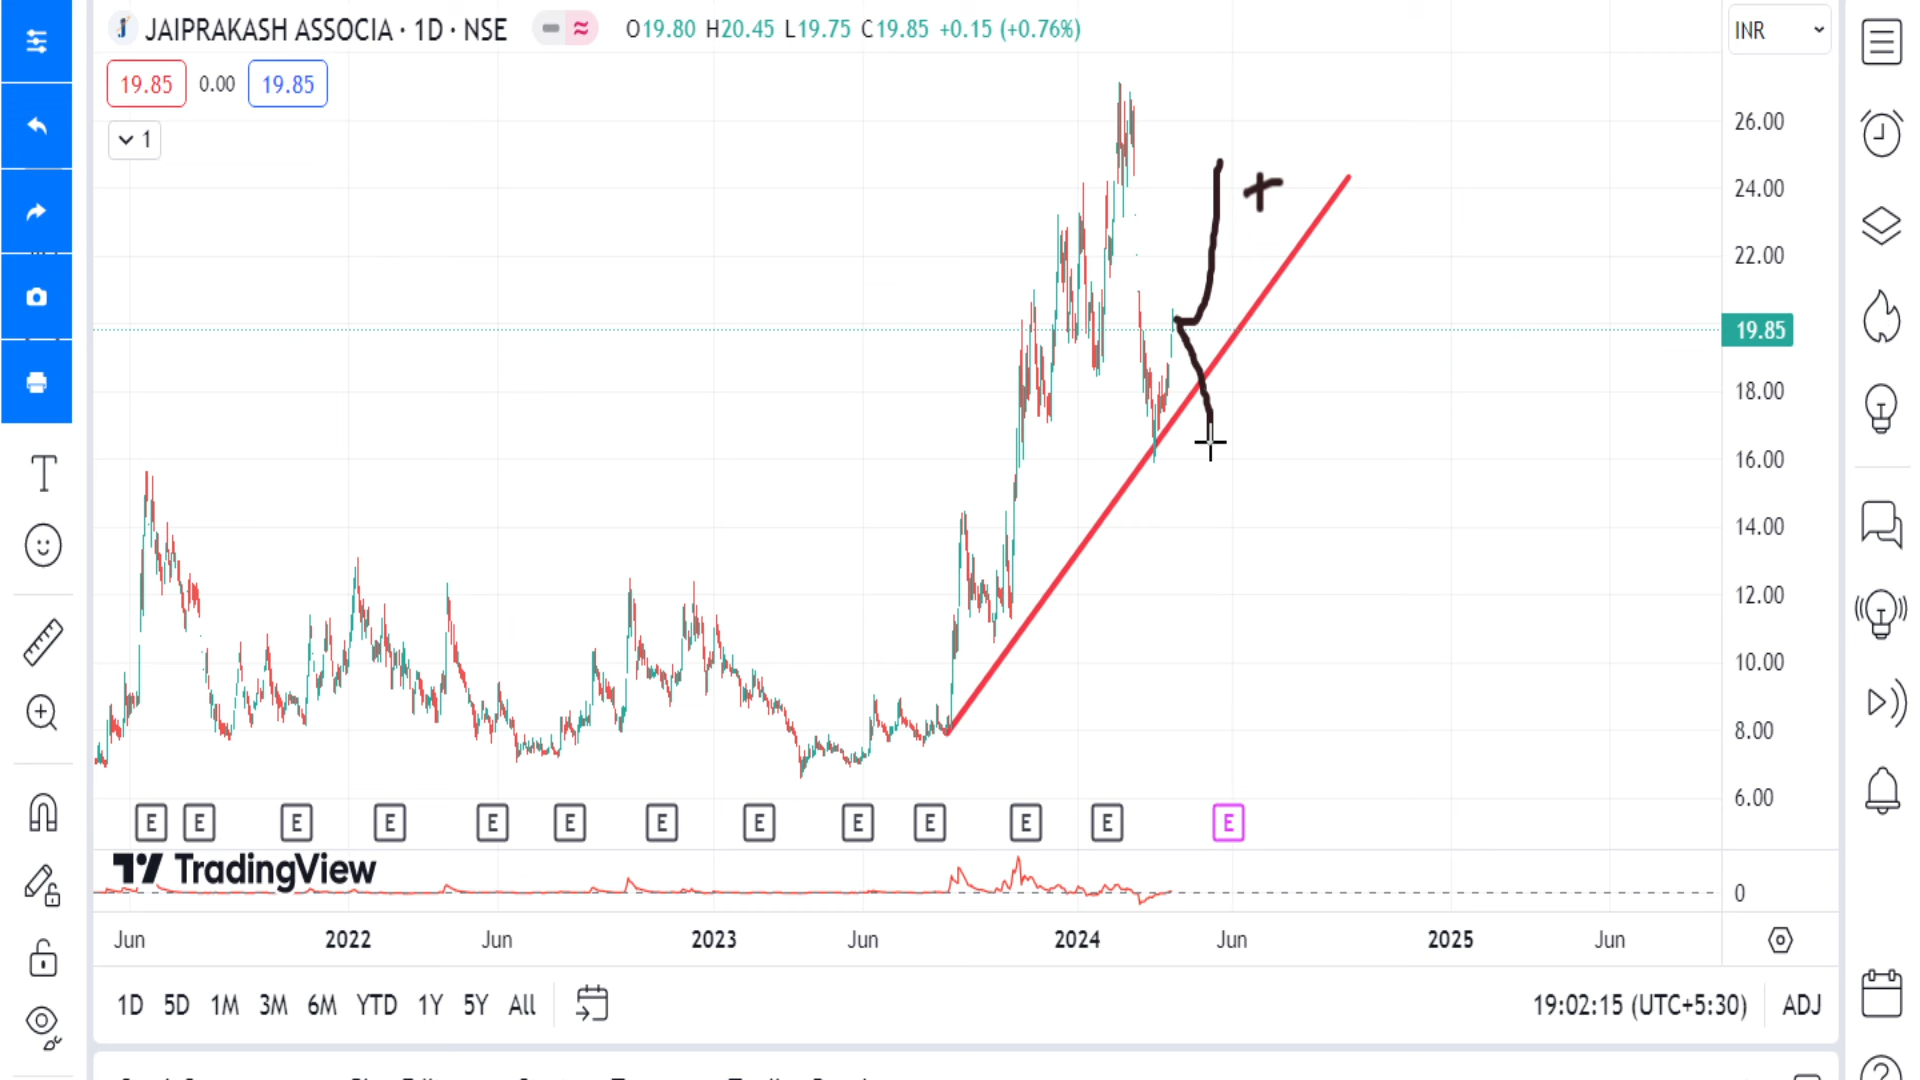 JAIPRAKASH ASSOCIA · 1D · NSE O19.80 H20.45 L19.75 C19.85 +0.15 (+0.76%)
INR
19.85 0.00 19.85
1
26.00
24.00
22.00
19.85
18.00
16.00
14.00
12.00
10.00
8.00
6.00
E E E E E E E E E E E E E
TradingView
0
Jun 2022 Jun 2023 Jun 2024 Jun 2025 Jun
1D 5D 1M 3M 6M YTD 1Y 5Y All
19:02:15 (UTC+5:30) ADJ